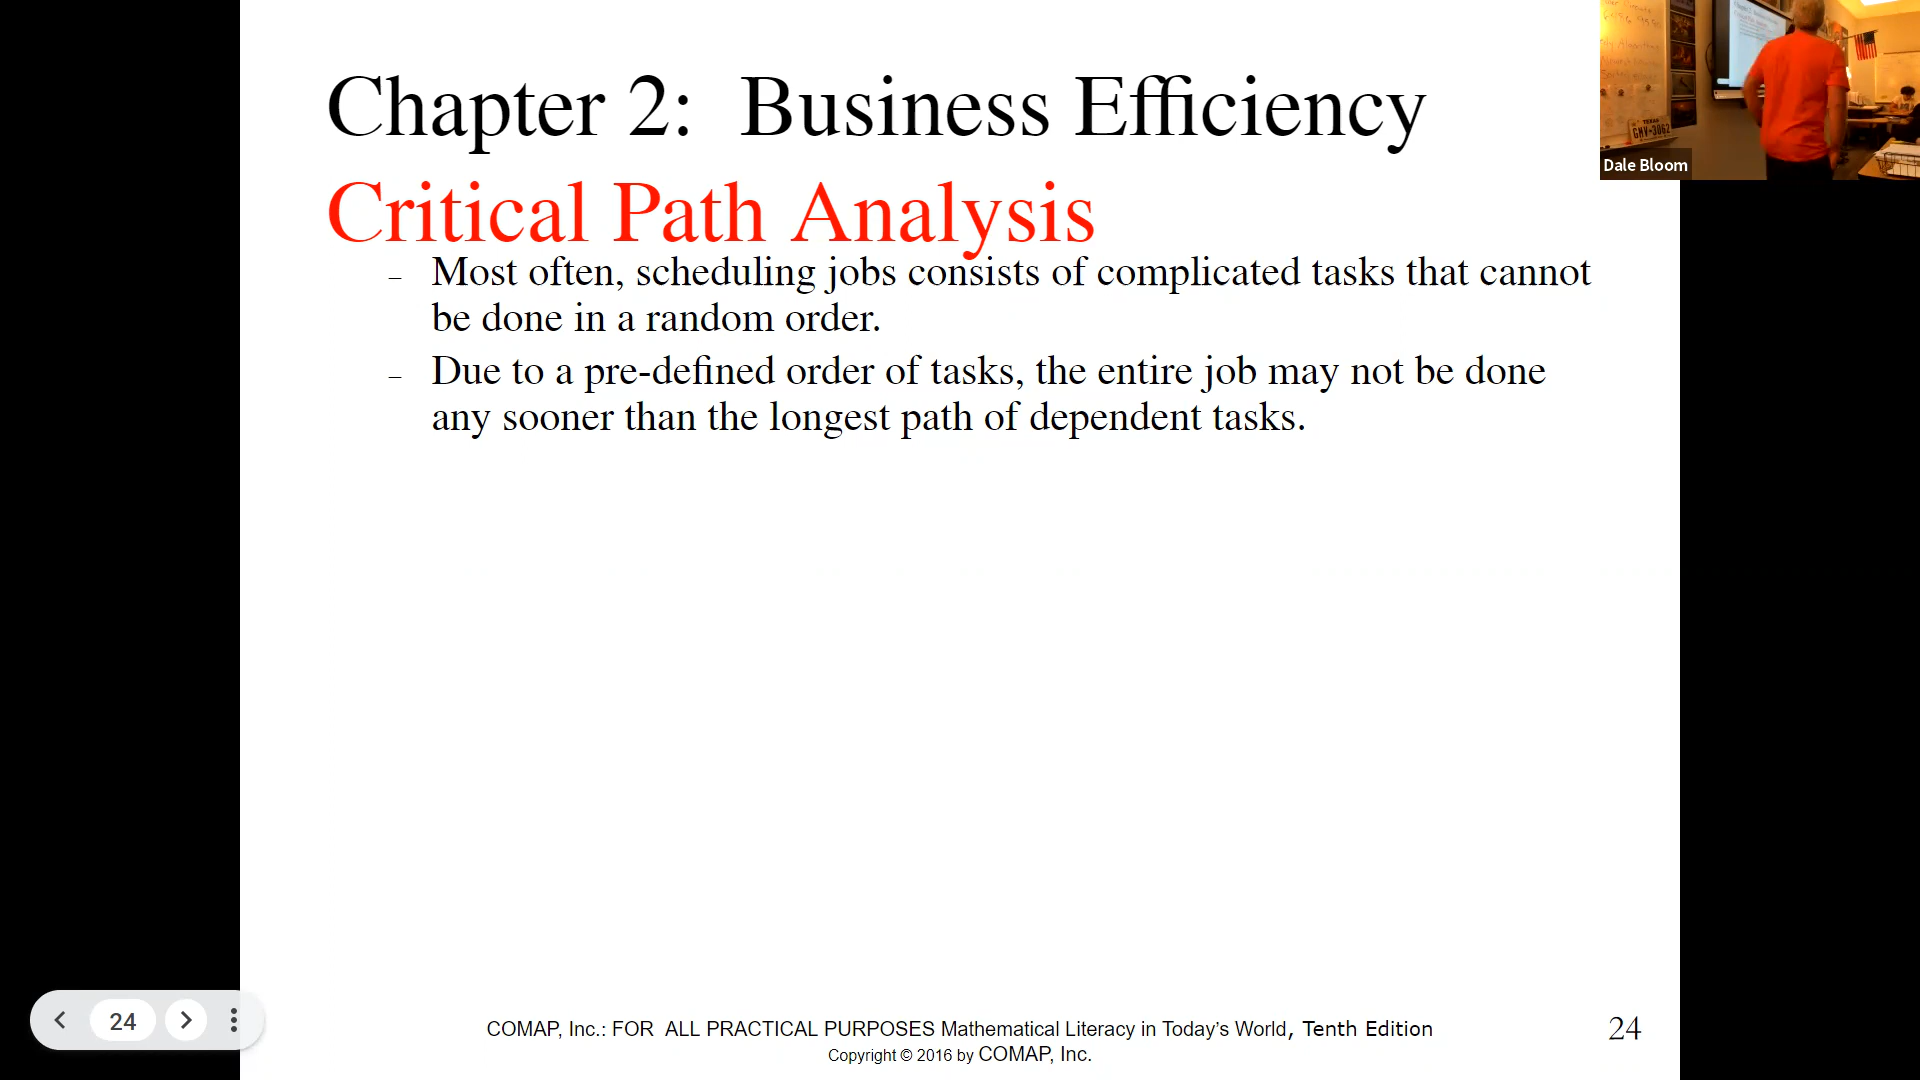 Chapter 2: Business Efficiency
Critical Path Analysis
– Most often, scheduling jobs consists of complicated tasks that cannot
be done in a random order.
– Due to a pre-defined order of tasks, the entire job may not be done
any sooner than the longest path of dependent tasks.
TEXAS
GMV-3062
Dale Bloom
24
COMAP, Inc.: FOR ALL PRACTICAL PURPOSES Mathematical Literacy in Today's World, Tenth Edition
Copyright © 2016 by COMAP, Inc.
24